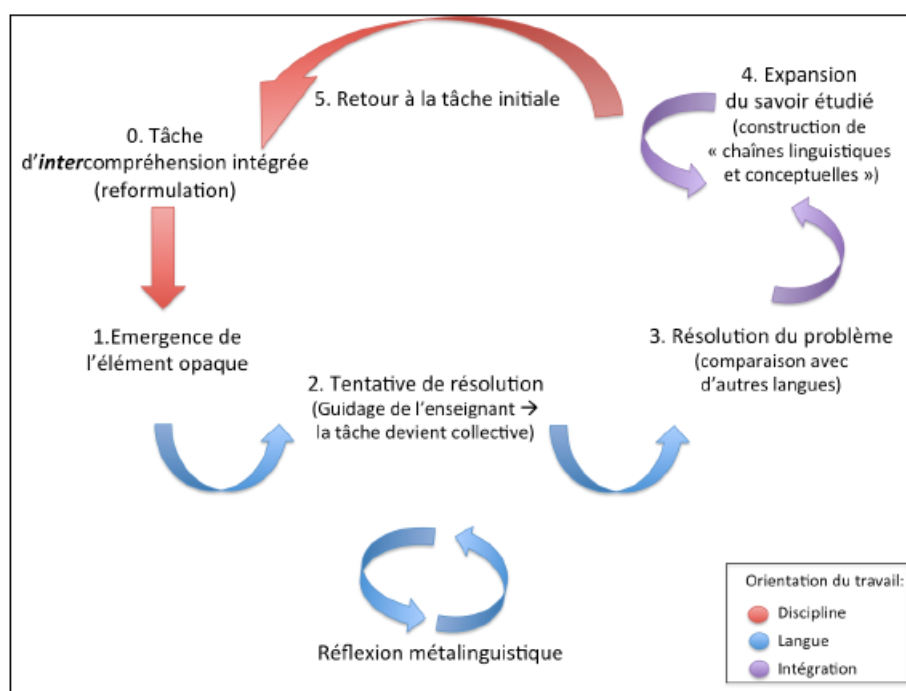 0. Tâche
d'intercompréhension intégrée
(reformulation)
1.Emergence de
l'élément opaque
2. Tentative de résolution
(Guidage de l'enseignant →
la tâche devient collective)
Réflexion métalinguistique
3. Résolution du problème
(comparaison avec
d'autres langues)
4. Expansion
du savoir étudié
(construction de
« chaînes linguistiques
et conceptuelles »)
5. Retour à la tâche initiale
Orientation du travail:
Discipline
Langue
Intégration